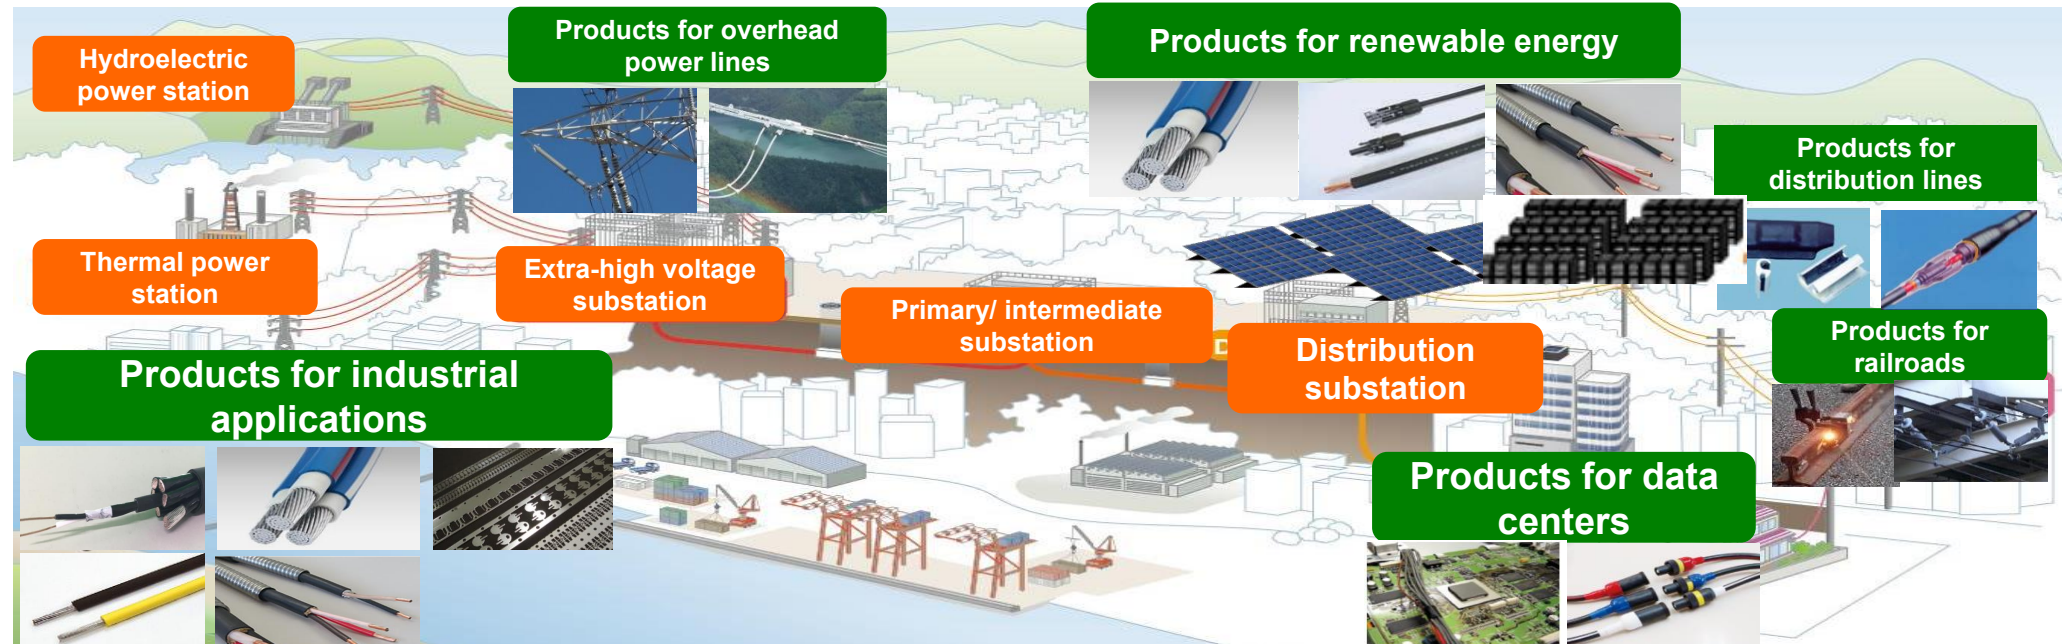 Hydroelectric
power station
Products for overhead
power lines
Products for renewable energy
Products for
distribution lines
Thermal power
station
Extra-high voltage
substation
Primary/ intermediate
substation
D
Distribution
substation
Products for
railroads
Products for industrial
applications
Products for data
centers